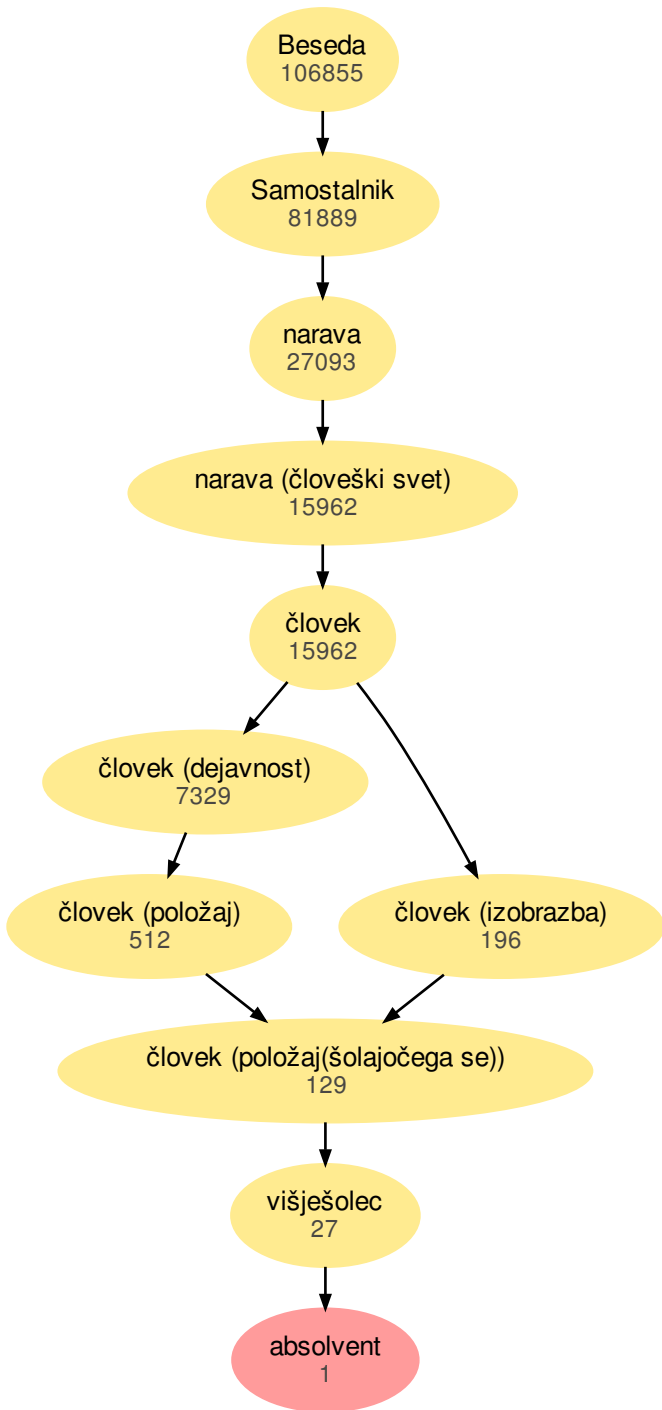 Beseda
106855
Samostalnik
81889
narava
27093
narava (človeški svet)
15962
človek
15962
človek (dejavnost)
7329
človek (položaj)
512
človek (izobrazba)
196
človek (položaj(šolajočega se))
129
višješolec
27
absolvent
1